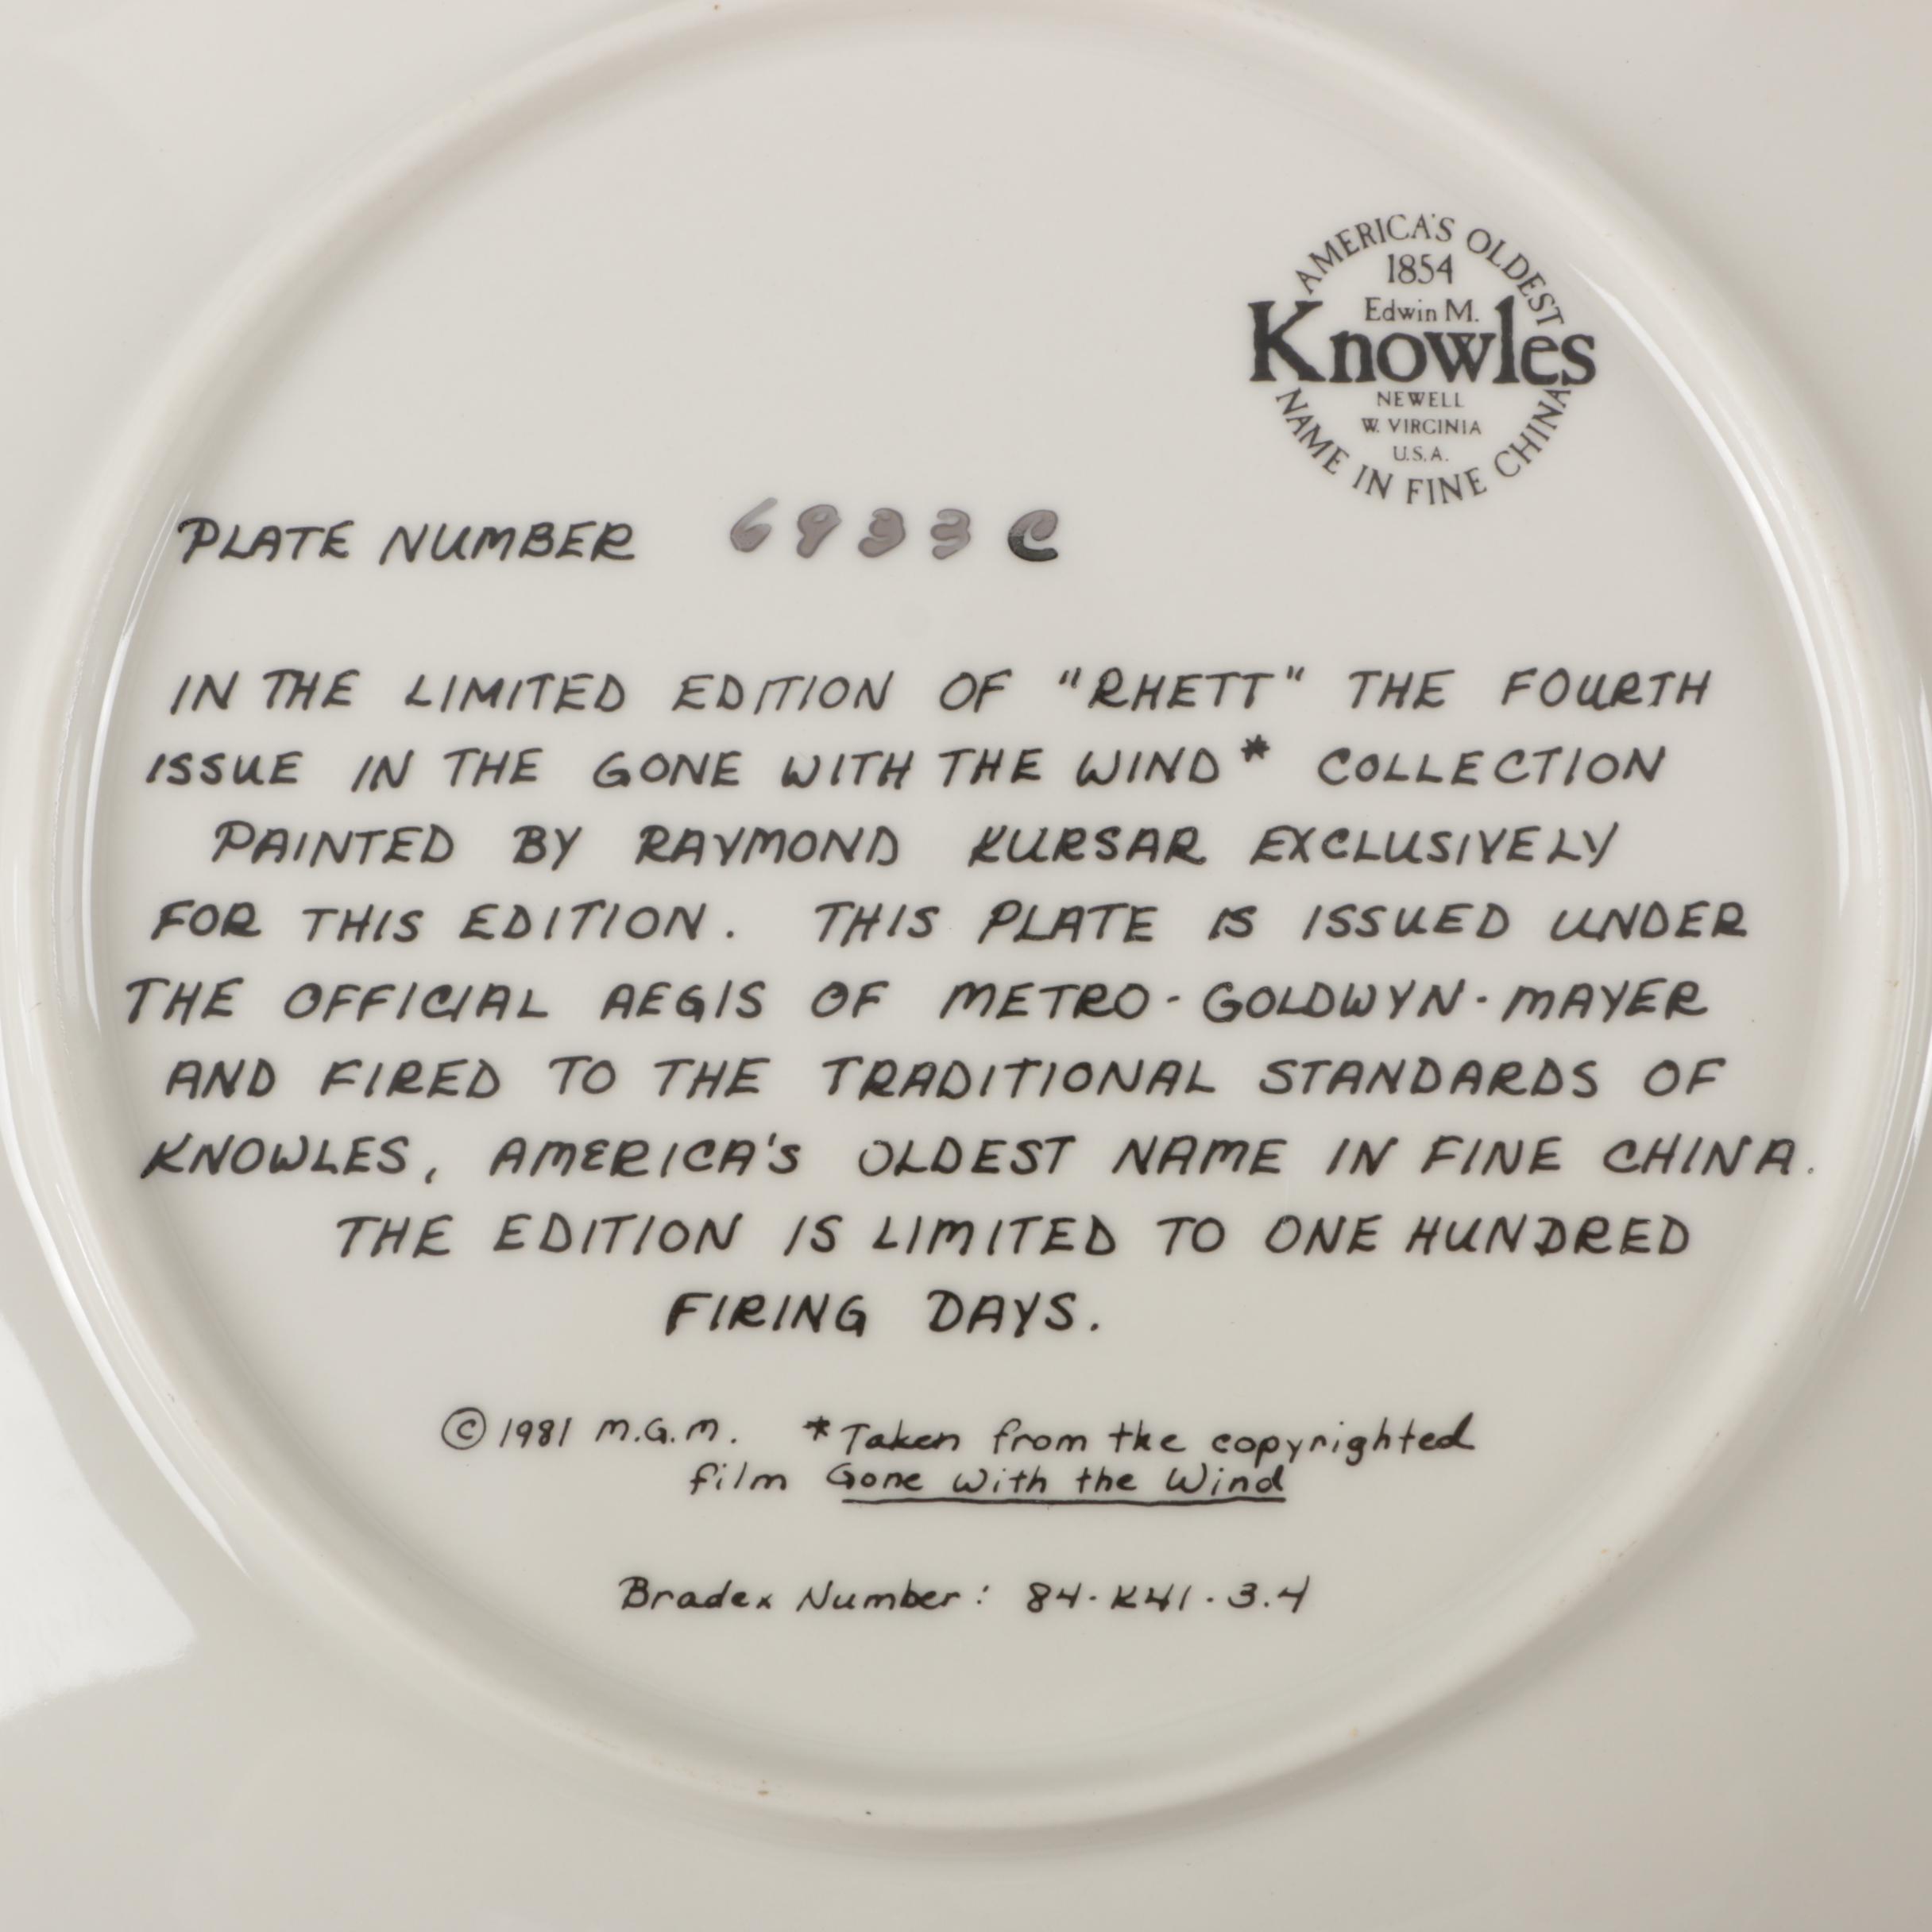 AMERICA'S OLDEST
1854
Edwin M.
Knowles
NEWELL
W. VIRGINIA
U.S.A.
NAME IN FINE CHINA
PLATE NUMBER 6933C
IN THE LIMITED EDITION OF "RHETT" THE FOURTH
ISSUE IN THE GONE WITH THE WIND* COLLECTION
PAINTED BY RAYMOND KURSAR EXCLUSIVELY
FOR THIS EDITION. THIS PLATE IS ISSUED UNDER
THE OFFICIAL AEGIS OF METRO-GOLDWYN-MAYER
AND FIRED TO THE TRADITIONAL STANDARDS OF
KNOWLES, AMERICA'S OLDEST NAME IN FINE CHINA.
THE EDITION IS LIMITED TO ONE HUNDRED
FIRING DAYS.
© 1981 M.G.M. *Taken from the copyrighted
film Gone With the Wind
Bradex Number: 84-K41-3.4